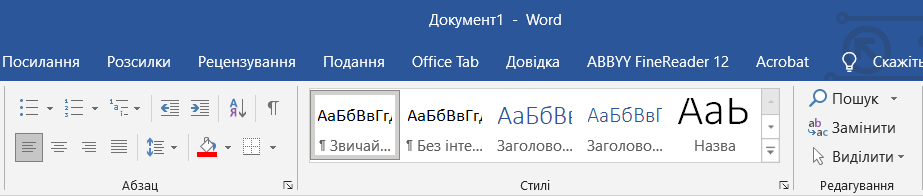 Документ1 - Word
Посилання Розсилки Рецензування Подання Office Tab Довідка ABBYY FineReader 12 Acrobat Скажіть
АаБбВвГг, АаБбВвГг, АаБбВ АаБбВвГ АаЬ
¶ Звичай... ¶ Без інте... Заголово... Заголово... Назва
Пошук
Замінити
Виділити
Абзац Стилі Редагування